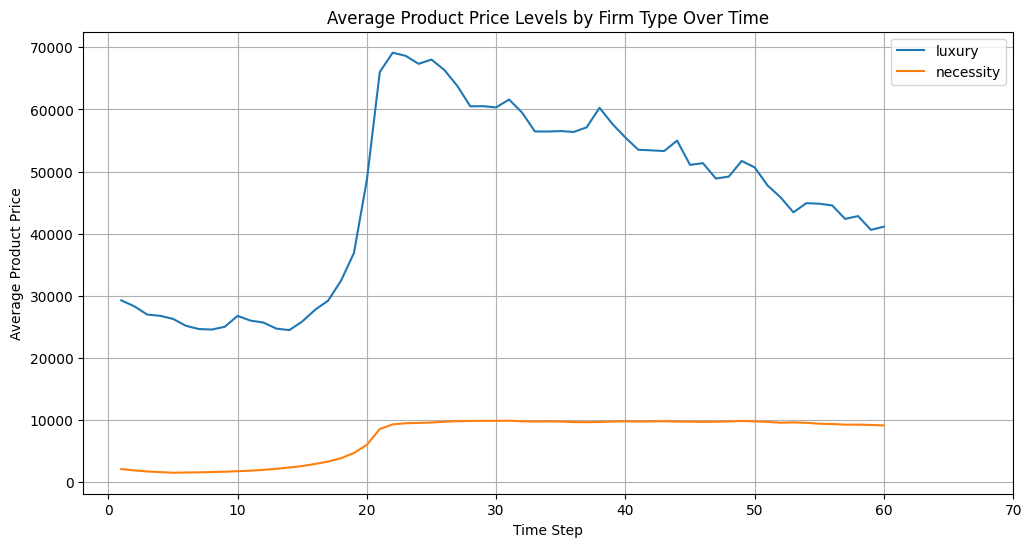 Average Product Price Levels by Firm Type Over Time
luxury
necessity
Average Product Price
70000
60000
50000
40000
30000
20000
10000
0
0 10 20 30 40 50 60 70
Time Step